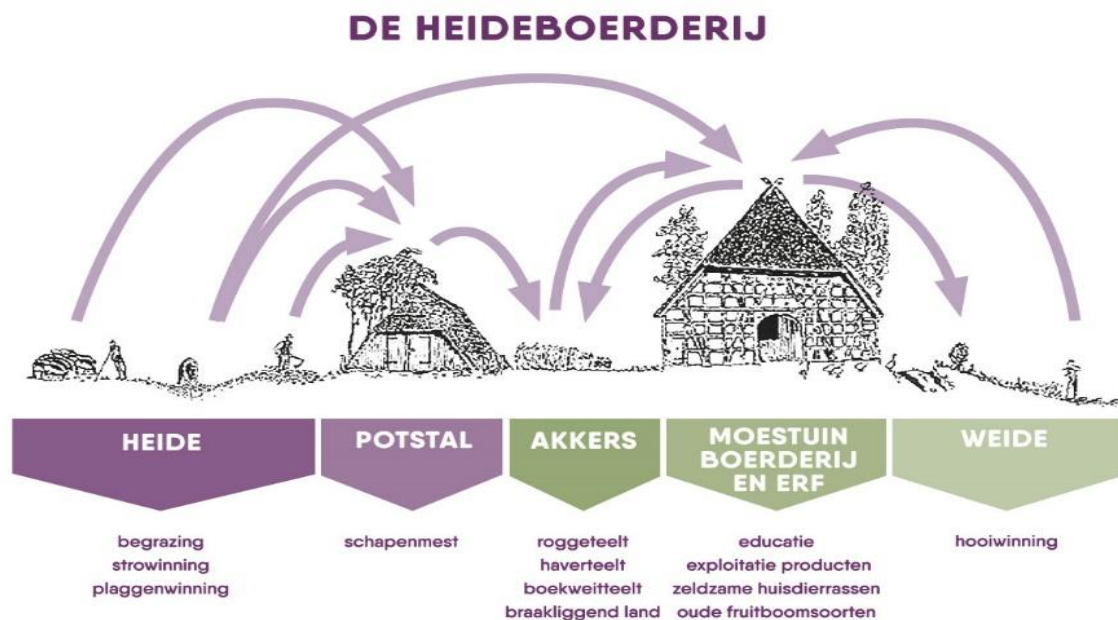 DE HEIDEBOERDERIJ
HEIDE
begrazing
strowinning
plaggenwinning
POTSTAL
schapenmest
AKKERS
roggeteelt
haverteelt
boekweitteelt
braakliggend land
MOESTUIN
BOERDERIJ
EN ERF
educatie
exploitatie producten
zeldzame huisdierrassen
oude fruitboomsoorten
WEIDE
hooiwinning